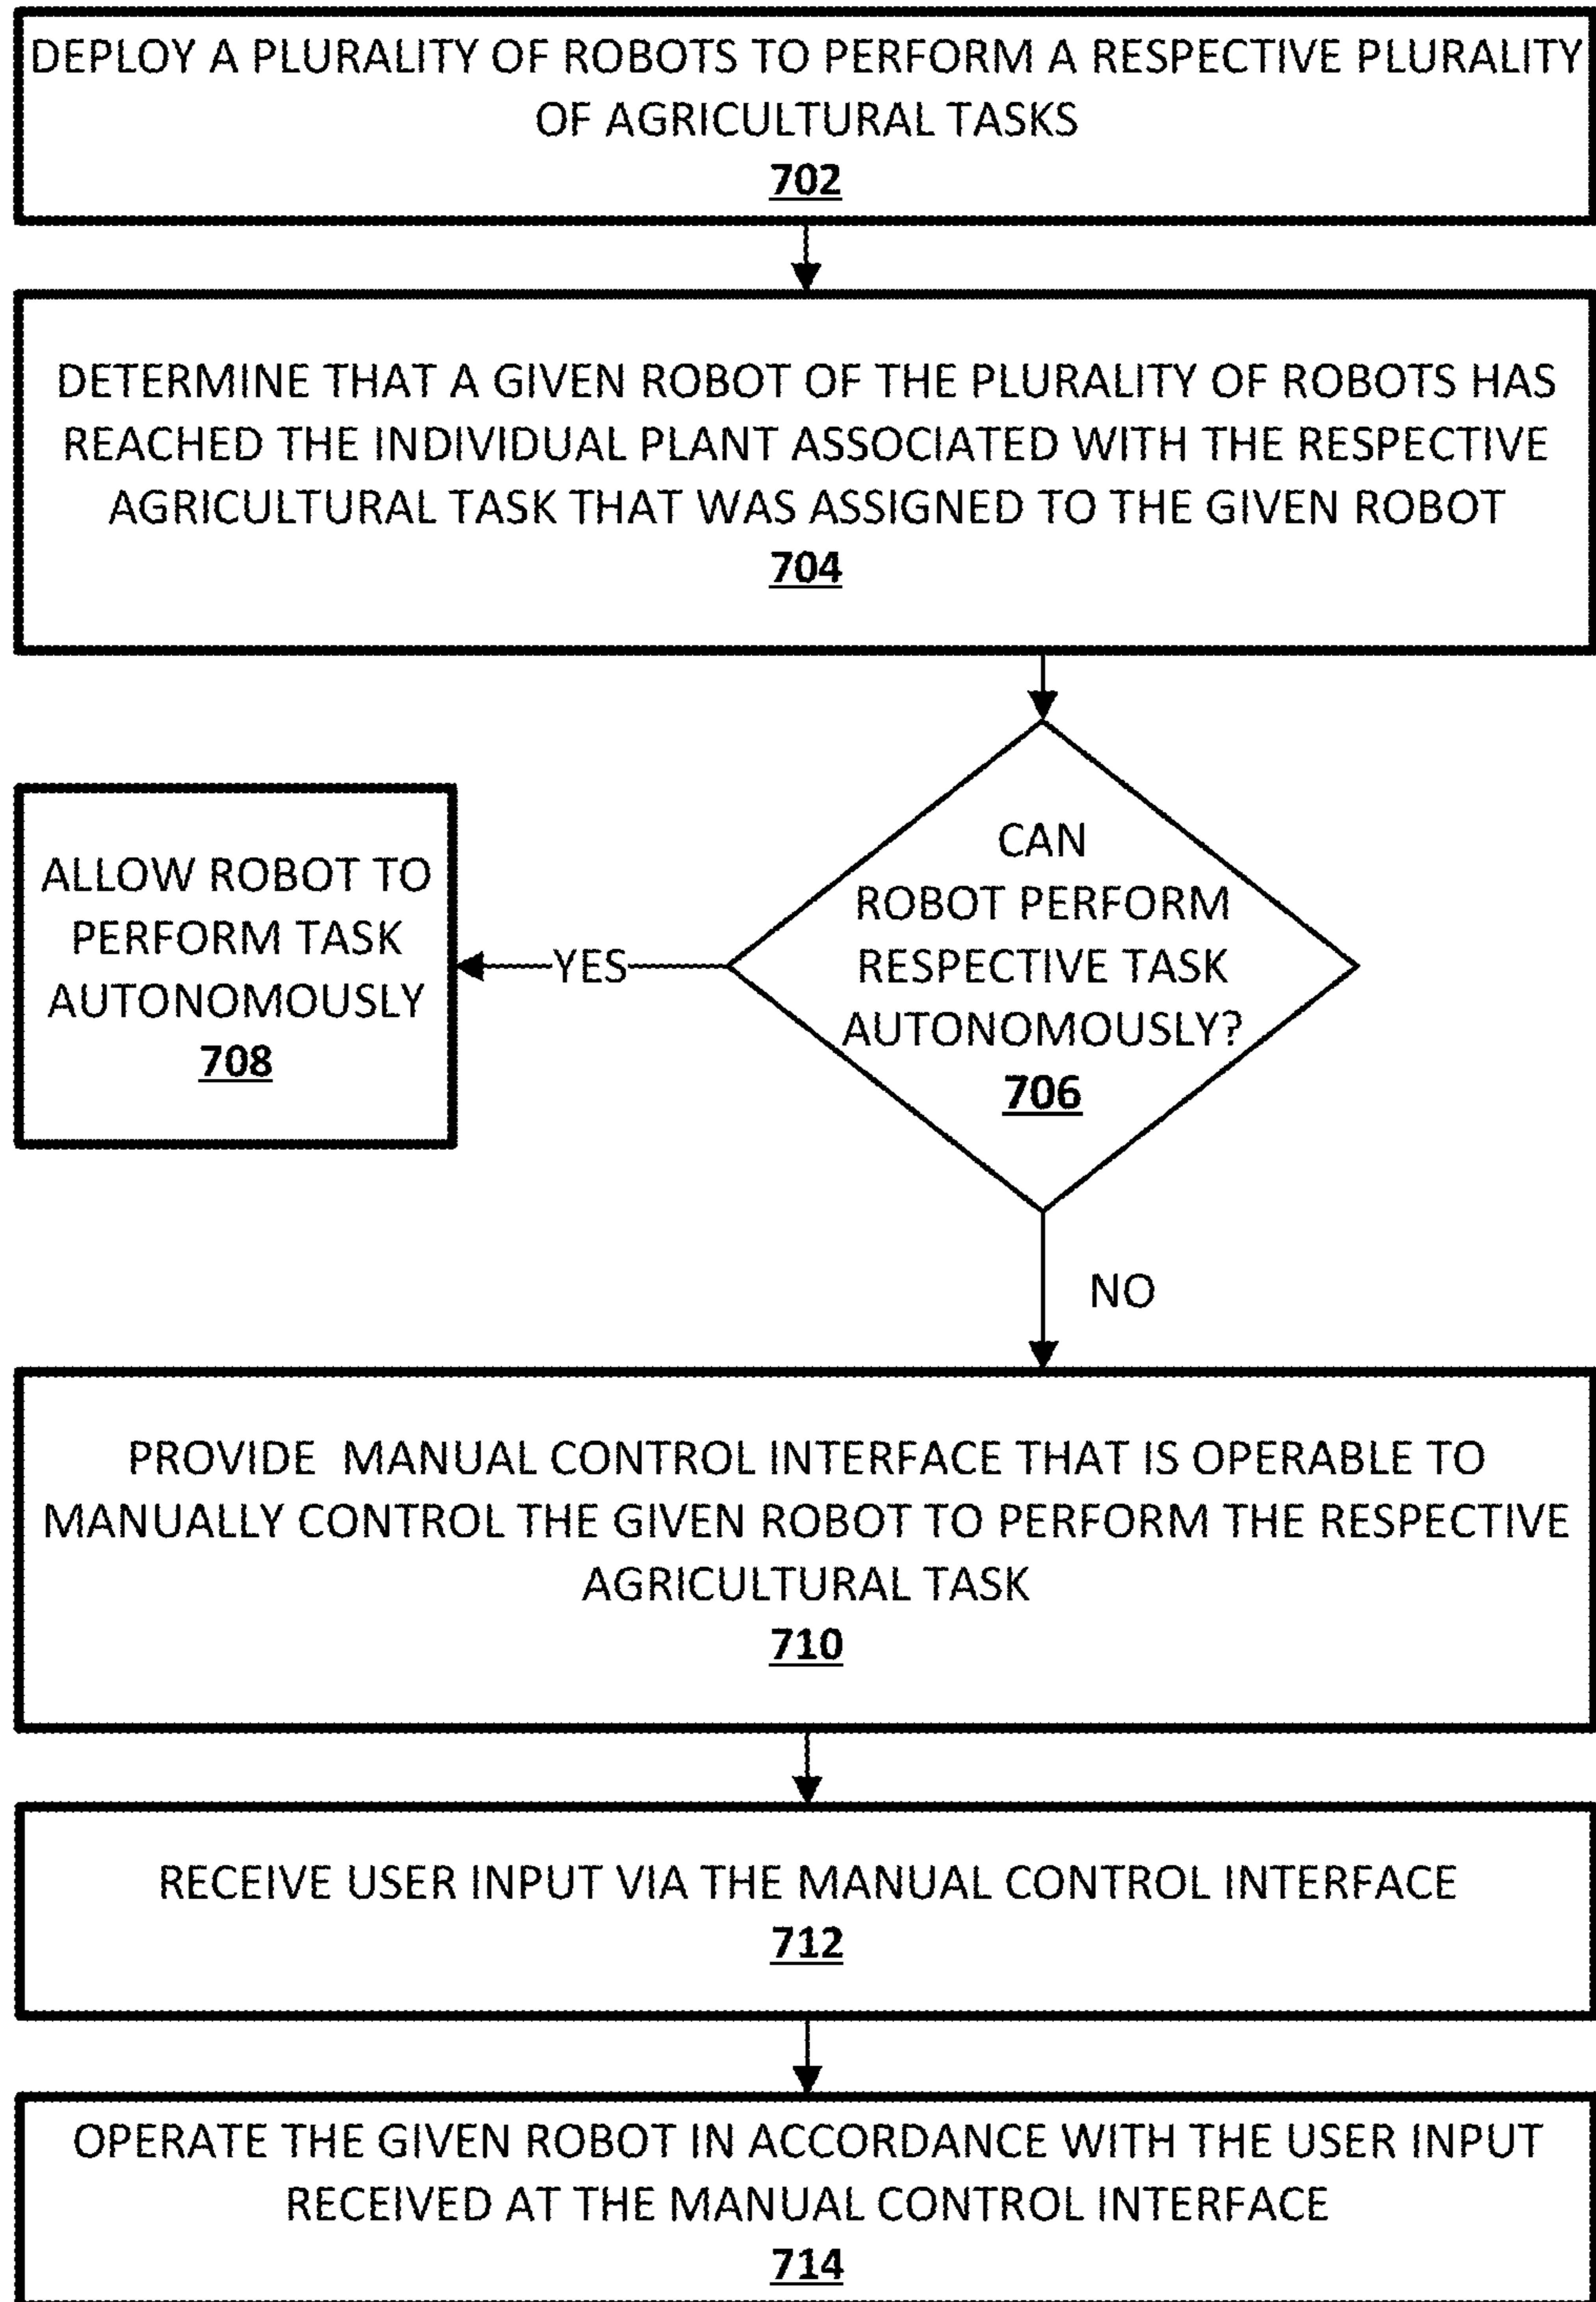 DEPLOY A PLURALITY OF ROBOTS TO PERFORM A RESPECTIVE PLURALITY
OF AGRICULTURAL TASKS
702
DETERMINE THAT A GIVEN ROBOT OF THE PLURALITY OF ROBOTS HAS
REACHED THE INDIVIDUAL PLANT ASSOCIATED WITH THE RESPECTIVE
AGRICULTURAL TASK THAT WAS ASSIGNED TO THE GIVEN ROBOT
704
CAN
ROBOT PERFORM
RESPECTIVE TASK
AUTONOMOUSLY?
706
YES
ALLOW ROBOT TO
PERFORM TASK
AUTONOMOUSLY
708
NO
PROVIDE MANUAL CONTROL INTERFACE THAT IS OPERABLE TO
MANUALLY CONTROL THE GIVEN ROBOT TO PERFORM THE RESPECTIVE
AGRICULTURAL TASK
710
RECEIVE USER INPUT VIA THE MANUAL CONTROL INTERFACE
712
OPERATE THE GIVEN ROBOT IN ACCORDANCE WITH THE USER INPUT
RECEIVED AT THE MANUAL CONTROL INTERFACE
714